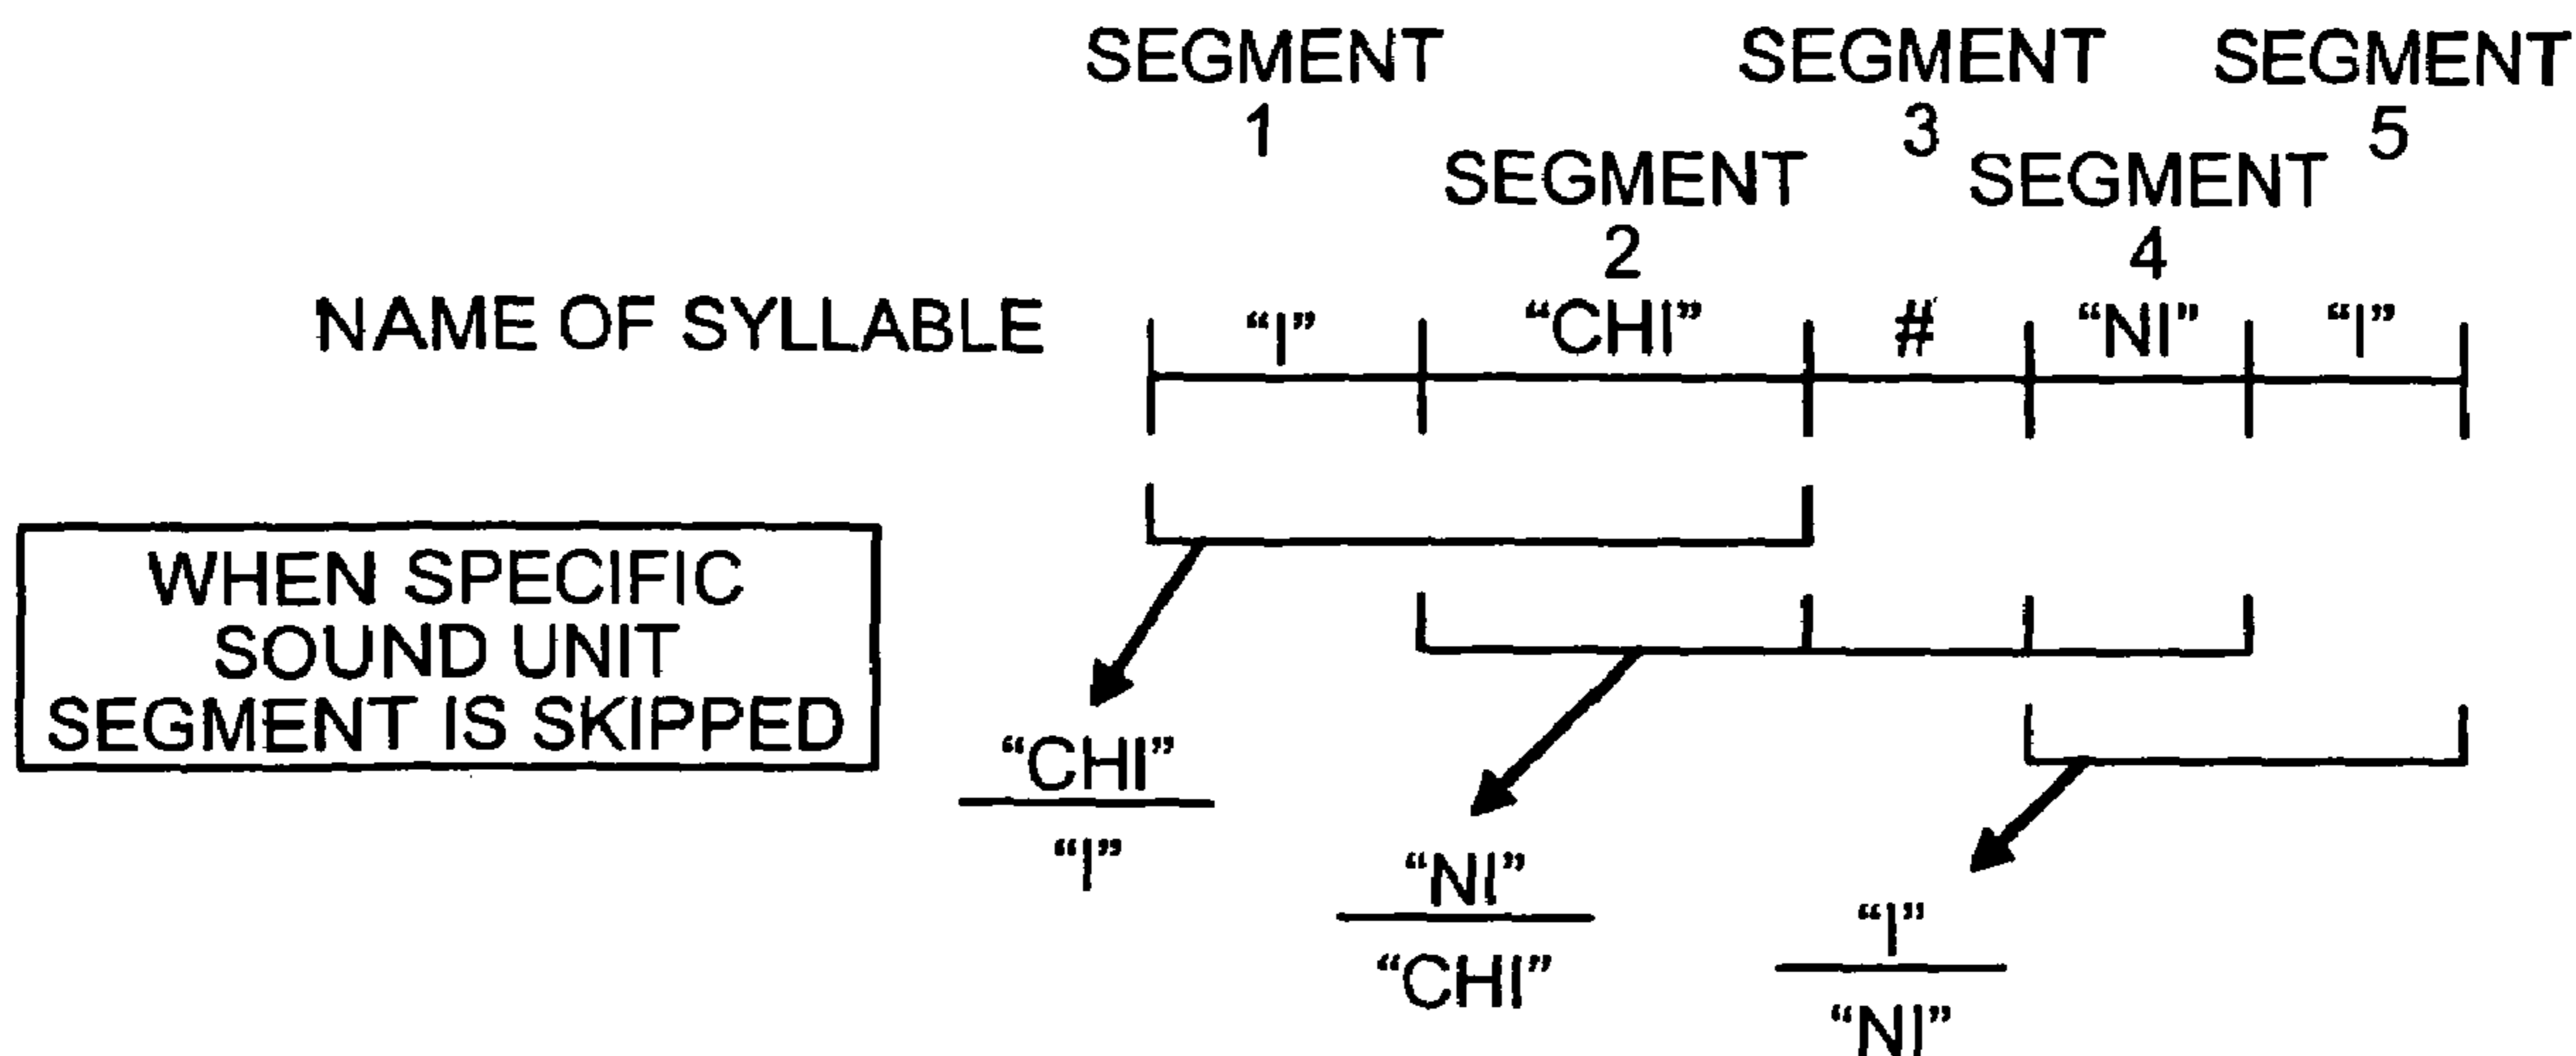 SEGMENT SEGMENT SEGMENT
1 3 5
SEGMENT SEGMENT
2 4
NAME OF SYLLABLE “I” “CHI” # “NI” “I”
WHEN SPECIFIC
SOUND UNIT
SEGMENT IS SKIPPED
“CHI”
“I”
“NI”
“CHI”
“I”
“NI”